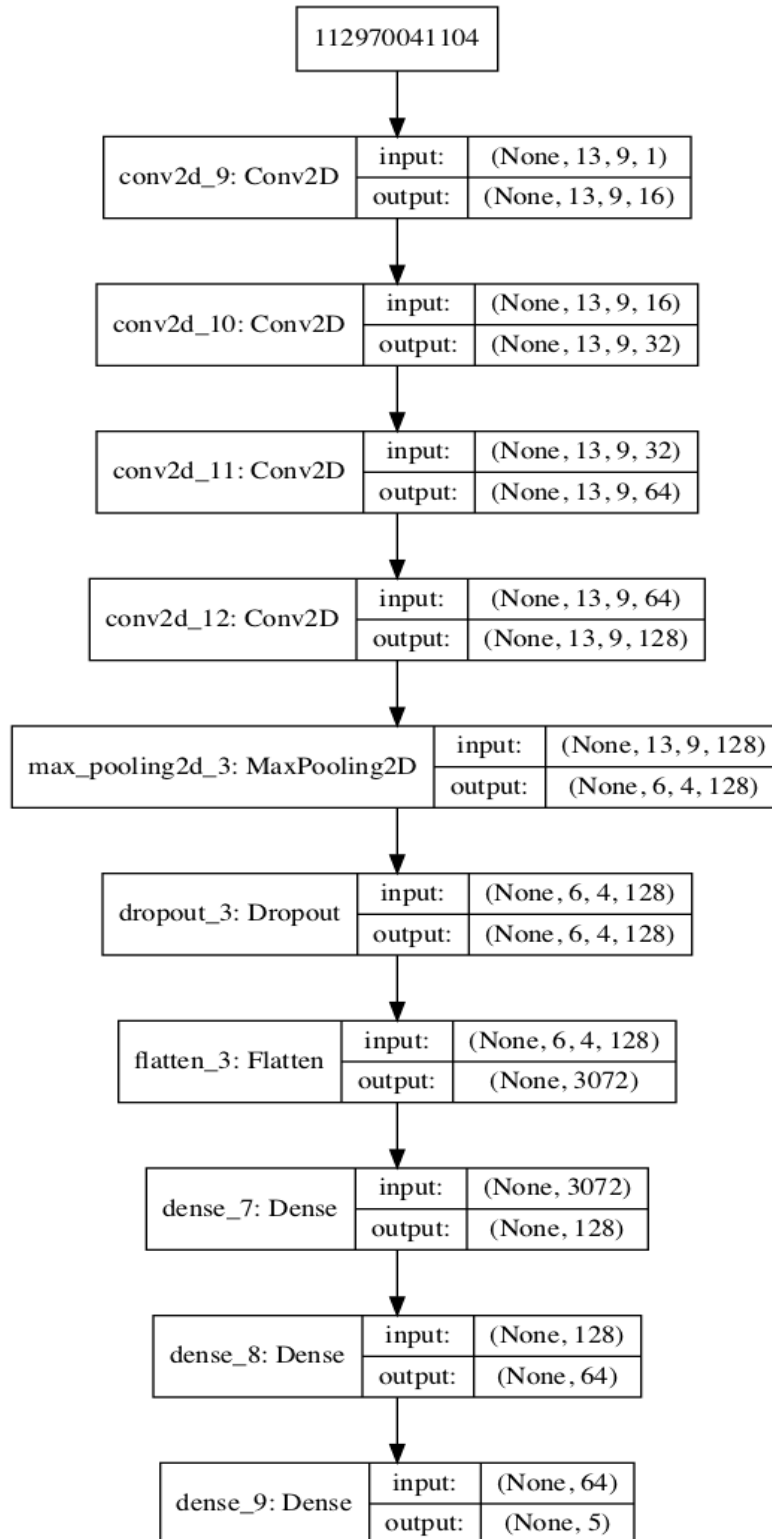 112970041104
conv2d_9: Conv2D
input:
(None, 13, 9, 1)
output:
(None, 13, 9, 16)
conv2d_10: Conv2D
input:
(None, 13, 9, 16)
output:
(None, 13, 9, 32)
conv2d_11: Conv2D
input:
(None, 13, 9, 32)
output:
(None, 13, 9, 64)
conv2d_12: Conv2D
input:
(None, 13, 9, 64)
output:
(None, 13, 9, 128)
max_pooling2d_3: MaxPooling2D
input:
(None, 13, 9, 128)
output:
(None, 6, 4, 128)
dropout_3: Dropout
input:
(None, 6, 4, 128)
output:
(None, 6, 4, 128)
flatten_3: Flatten
input:
(None, 6, 4, 128)
output:
(None, 3072)
dense_7: Dense
input:
(None, 3072)
output:
(None, 128)
dense_8: Dense
input:
(None, 128)
output:
(None, 64)
dense_9: Dense
input:
(None, 64)
output:
(None, 5)